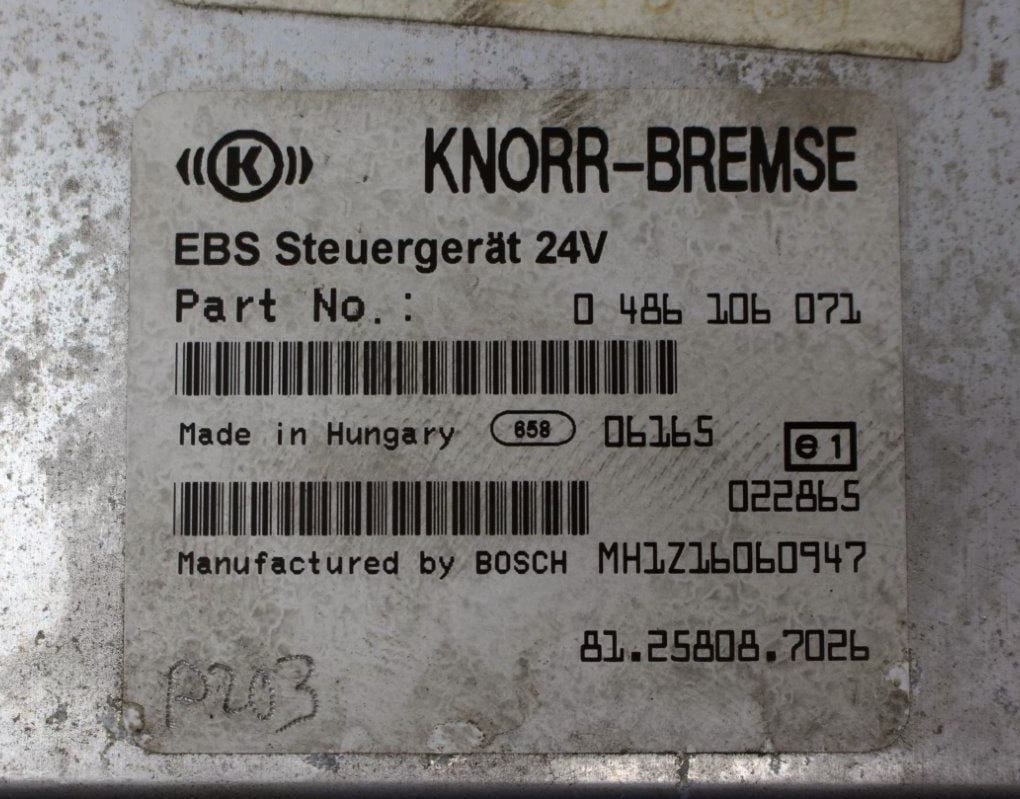 K KNORR-BREMSE
EBS Steuergerät 24V
Part No.: 0 486 106 071
Made in Hungary 658 06165
e1
022865
Manufactured by BOSCH MH1Z16060947
81.25808.7026
P203